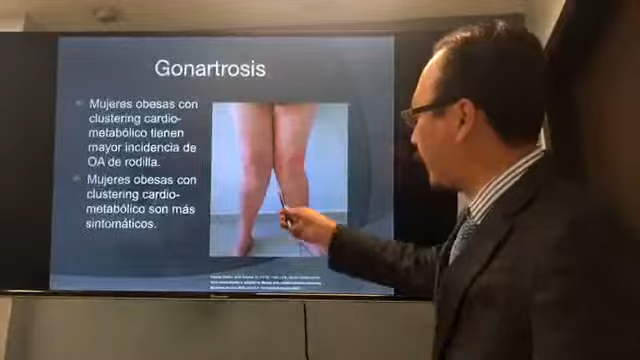 Gonartrosis
Mujeres obesas con
clustering cardio-
metabólico tienen
mayor incidencia de
OA de rodilla.
Mujeres obesas con
clustering cardio-
metabólico son más
sintomáticos.